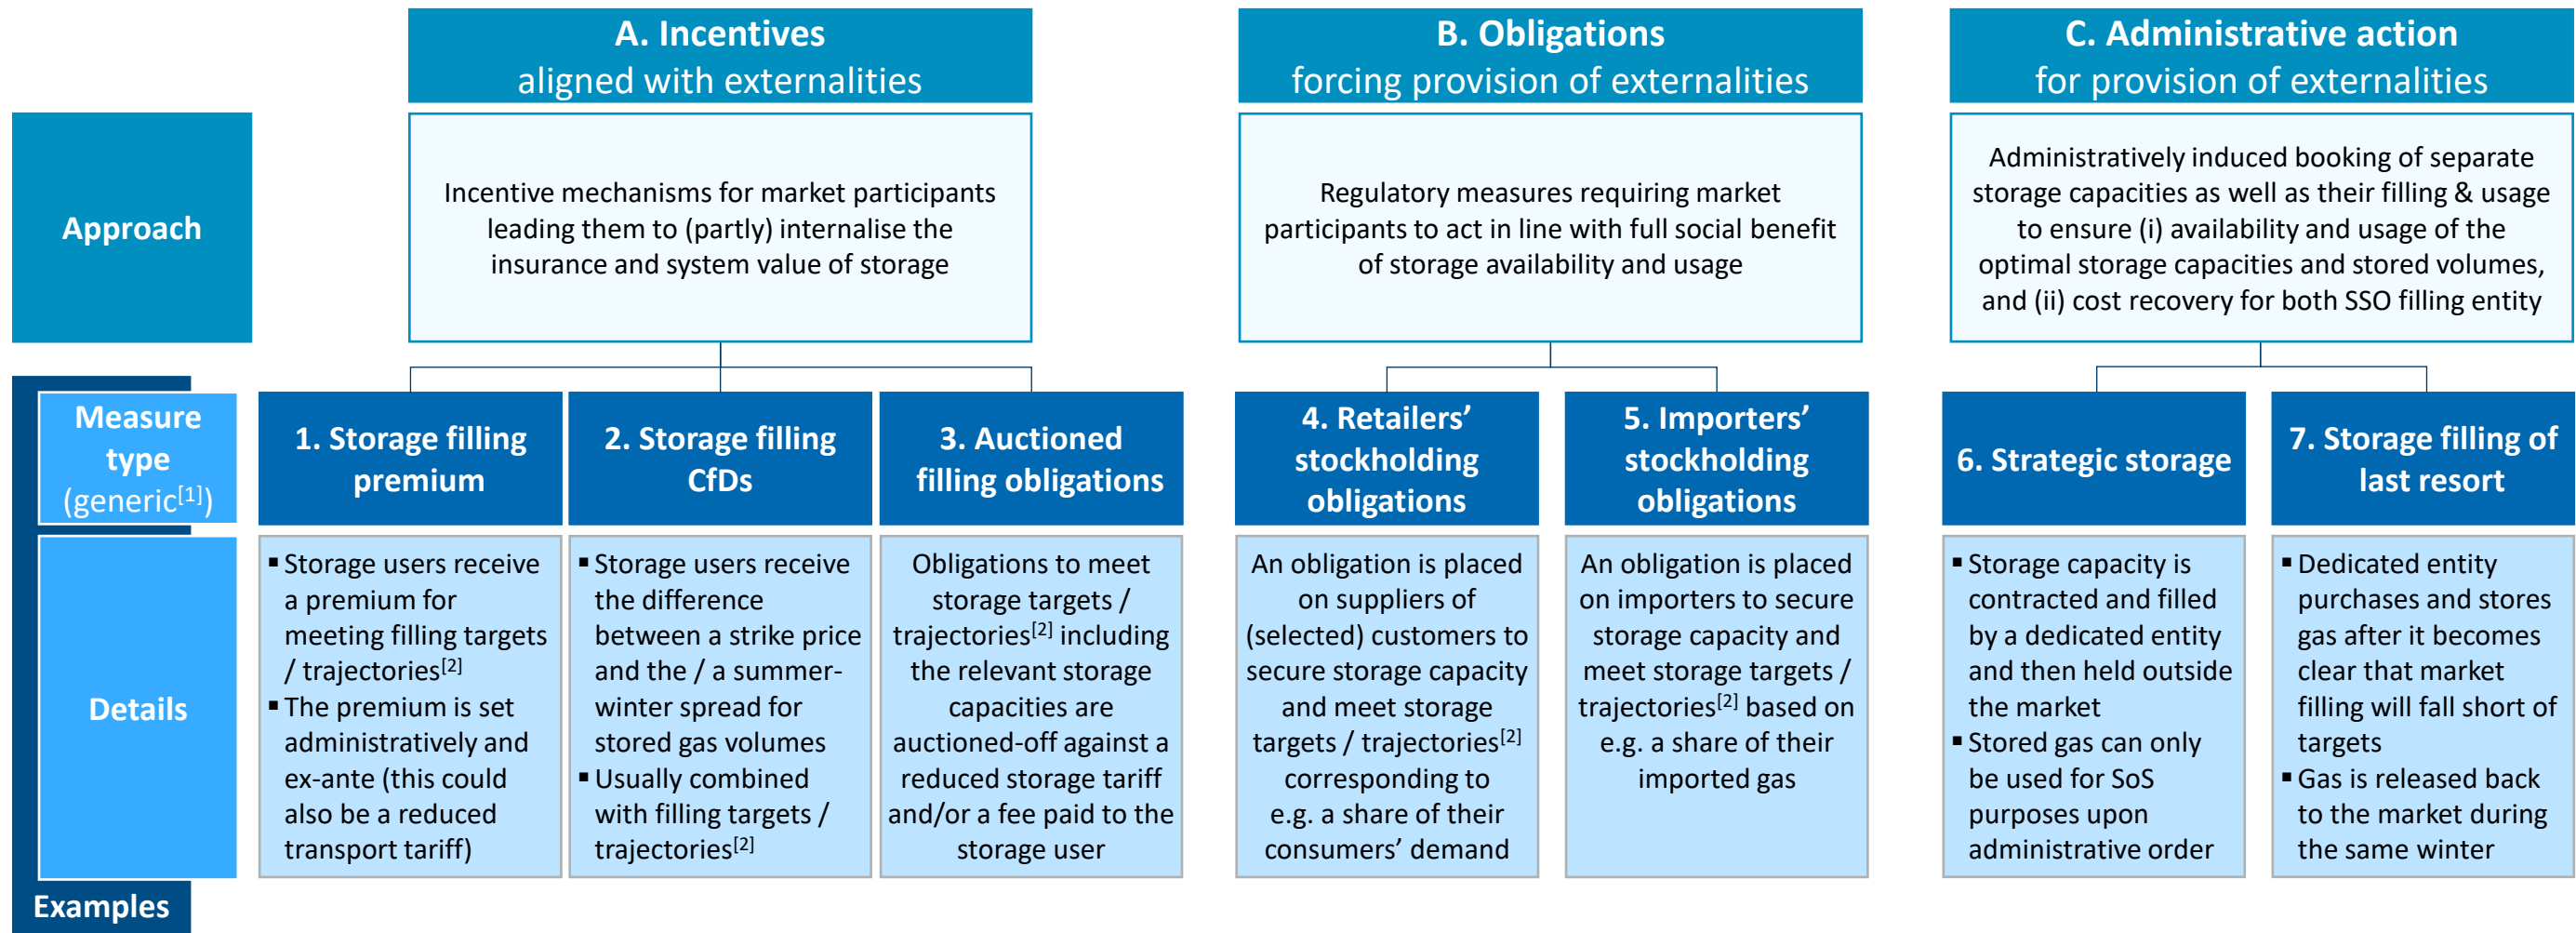 A. Incentives
aligned with externalities
B. Obligations
forcing provision of externalities
C. Administrative action
for provision of externalities
Approach
Incentive mechanisms for market participants
leading them to (partly) internalise the
insurance and system value of storage
Regulatory measures requiring market
participants to act in line with full social benefit
of storage availability and usage
Administratively induced booking of separate
storage capacities as well as their filling & usage
to ensure (i) availability and usage of the
optimal storage capacities and stored volumes,
and (ii) cost recovery for both SSO filling entity
Measure
type
(generic[1])
1. Storage filling
premium
2. Storage filling
CfDs
3. Auctioned
filling obligations
4. Retailers’
stockholding
obligations
5. Importers’
stockholding
obligations
6. Strategic storage
7. Storage filling of
last resort
Details
▪ Storage users receive
a premium for
meeting filling targets
/ trajectories[2]
▪ The premium is set
administratively and
ex-ante (this could
also be a reduced
transport tariff)
▪ Storage users receive
the difference
between a strike price
and the / a summer-
winter spread for
stored gas volumes
▪ Usually combined
with filling targets /
trajectories[2]
Obligations to meet
storage targets /
trajectories[2] including
the relevant storage
capacities are
auctioned-off against a
reduced storage tariff
and/or a fee paid to the
storage user
An obligation is placed
on suppliers of
(selected) customers to
secure storage capacity
and meet storage
targets / trajectories[2]
corresponding to
e.g. a share of their
consumers’ demand
An obligation is placed
on importers to secure
storage capacity and
meet storage targets /
trajectories[2] based on
e.g. a share of their
imported gas
▪ Storage capacity is
contracted and filled
by a dedicated entity
and then held outside
the market
▪ Stored gas can only
be used for SoS
purposes upon
administrative order
▪ Dedicated entity
purchases and stores
gas after it becomes
clear that market
filling will fall short of
targets
▪ Gas is released back
to the market during
the same winter
Examples